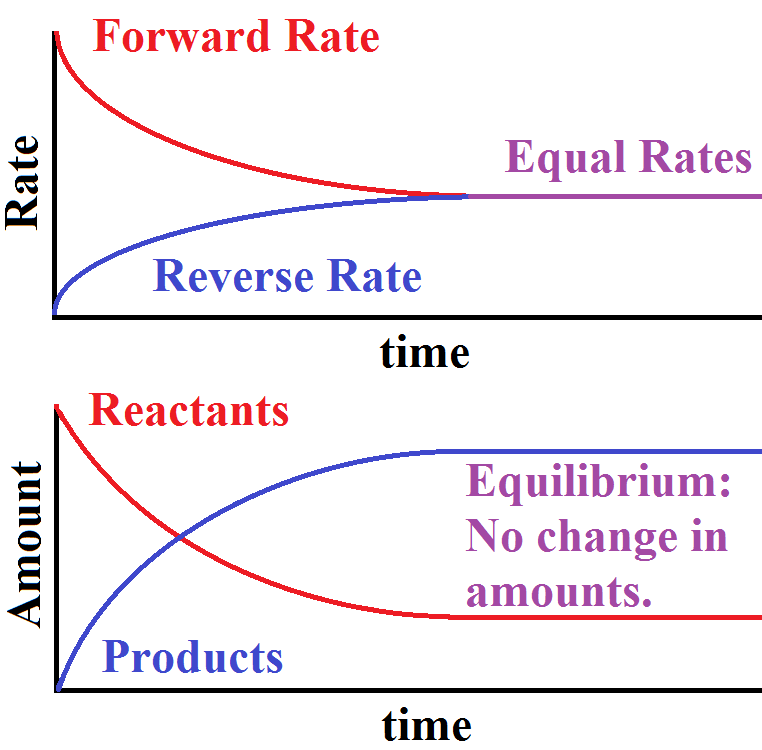 Forward Rate
Rate
Equal Rates
Reverse Rate
time
Reactants
Amount
Equilibrium:
No change in
amounts.
Products
time